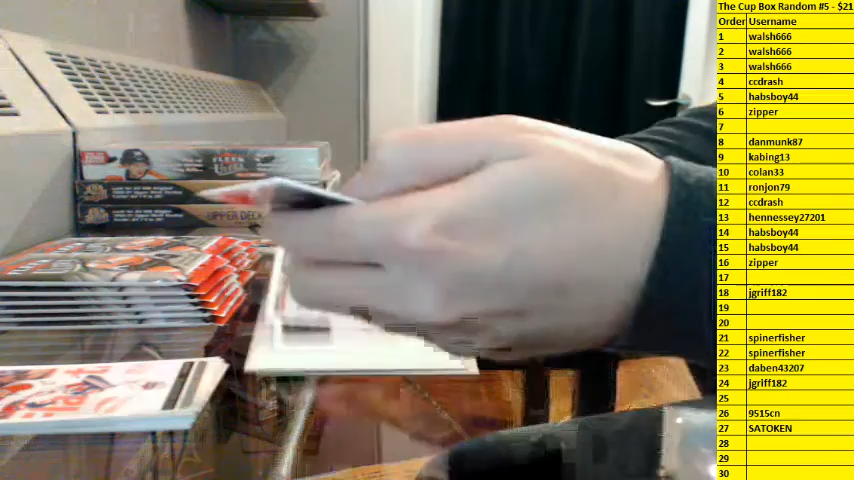 The Cup Box Random #5 - $21
Order Username
1 walsh666
2 walsh666
3 walsh666
4 ccdrash
5 habsboy44
6 zipper
7
8 danmunk87
9 kabing13
10 colan33
11 ronjon79
12 ccdrash
13 hennessey27201
14 habsboy44
15 habsboy44
16 zipper
17
18 jgriff182
19
20
21 spinerfisher
22 spinerfisher
23 daben43207
24 jgriff182
25
26 9515cn
27 SATOKEN
28
29
30
FLEER
UPPER DECK